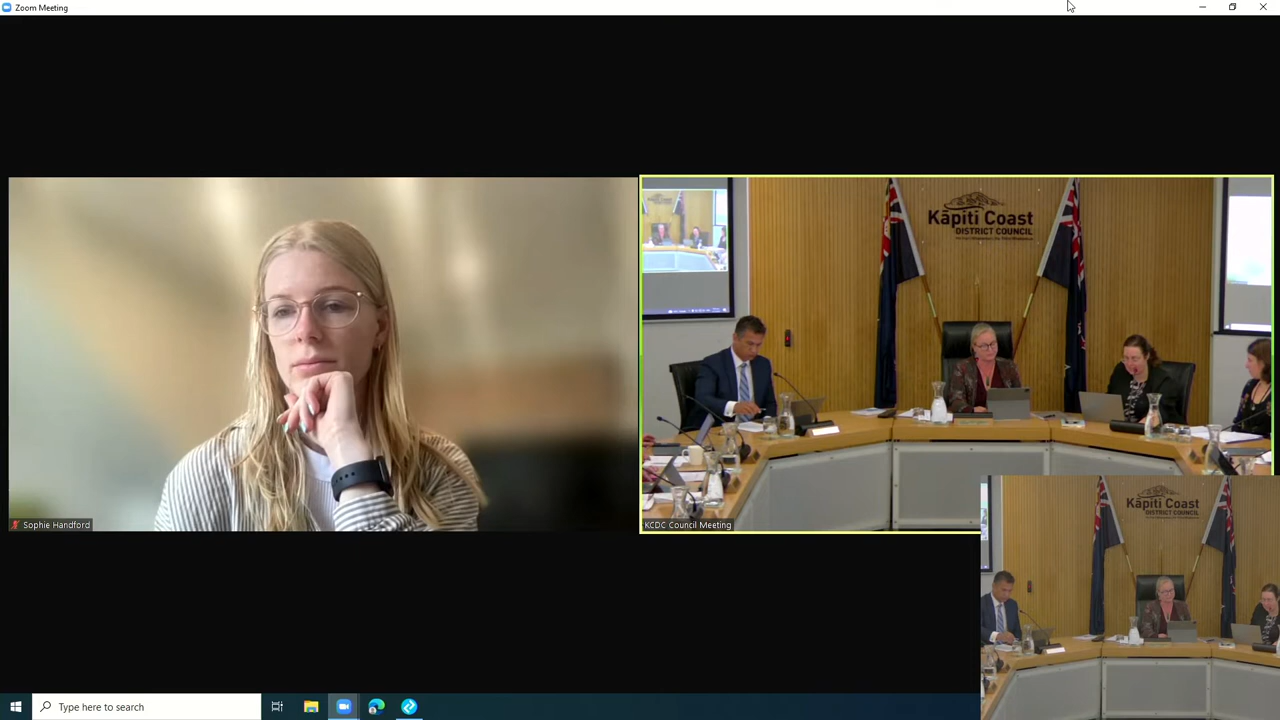 Zoom Meeting
Kāpiti Coast
DISTRICT COUNCIL
Sophie Handford
KCDC Council Meeting
Kāpiti Coast
DISTRICT COUNCIL
Type here to search